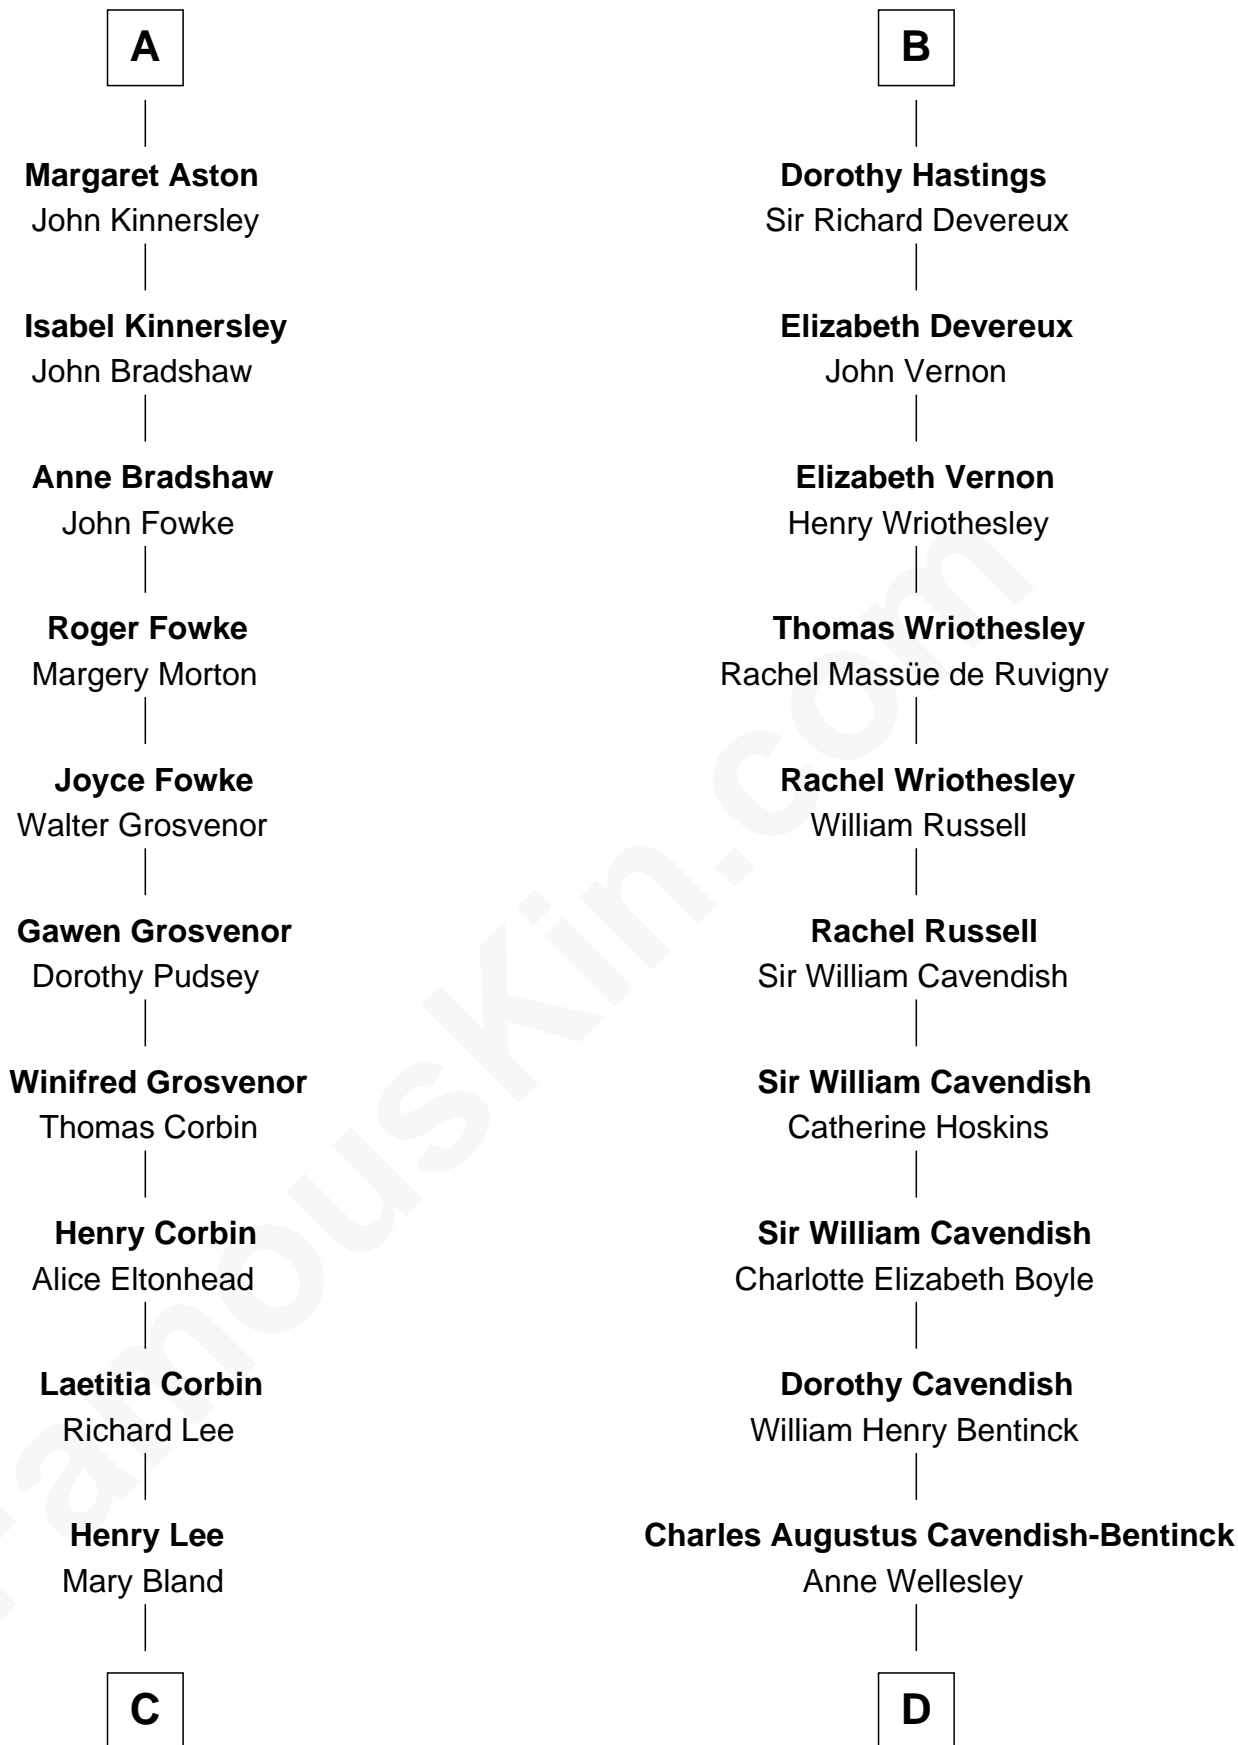 A
Margaret Aston
John Kinnersley
Isabel Kinnersley
John Bradshaw
Anne Bradshaw
John Fowke
Roger Fowke
Margery Morton
Joyce Fowke
Walter Grosvenor
Gawen Grosvenor
Dorothy Pudsey
Winifred Grosvenor
Thomas Corbin
Henry Corbin
Alice Eltonhead
Laetitia Corbin
Richard Lee
Henry Lee
Mary Bland
C
B
Dorothy Hastings
Sir Richard Devereux
Elizabeth Devereux
John Vernon
Elizabeth Vernon
Henry Wriothesley
Thomas Wriothesley
Rachel Massüe de Ruvigny
Rachel Wriothesley
William Russell
Rachel Russell
Sir William Cavendish
Sir William Cavendish
Catherine Hoskins
Sir William Cavendish
Charlotte Elizabeth Boyle
Dorothy Cavendish
William Henry Bentinck
Charles Augustus Cavendish-Bentinck
Anne Wellesley
D
FamousKin.com